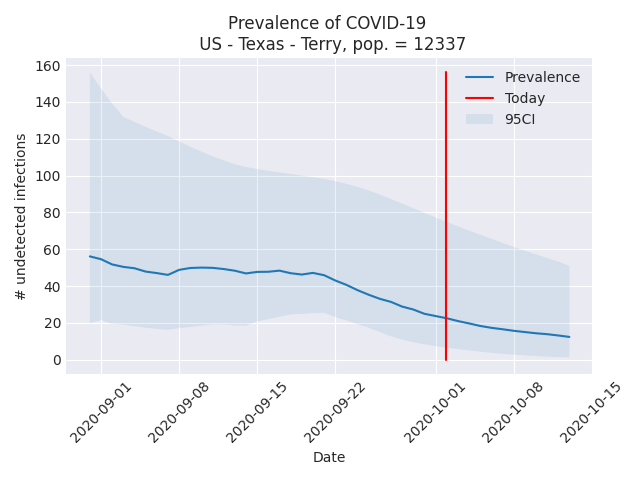 Prevalence of COVID-19
US - Texas - Terry, pop. = 12337
160
140
120
100
80
60
40
20
0
# undetected infections
Prevalence
Today
95CI
2020-09-01
2020-09-08
2020-09-15
2020-09-22
2020-10-01
2020-10-08
2020-10-15
Date